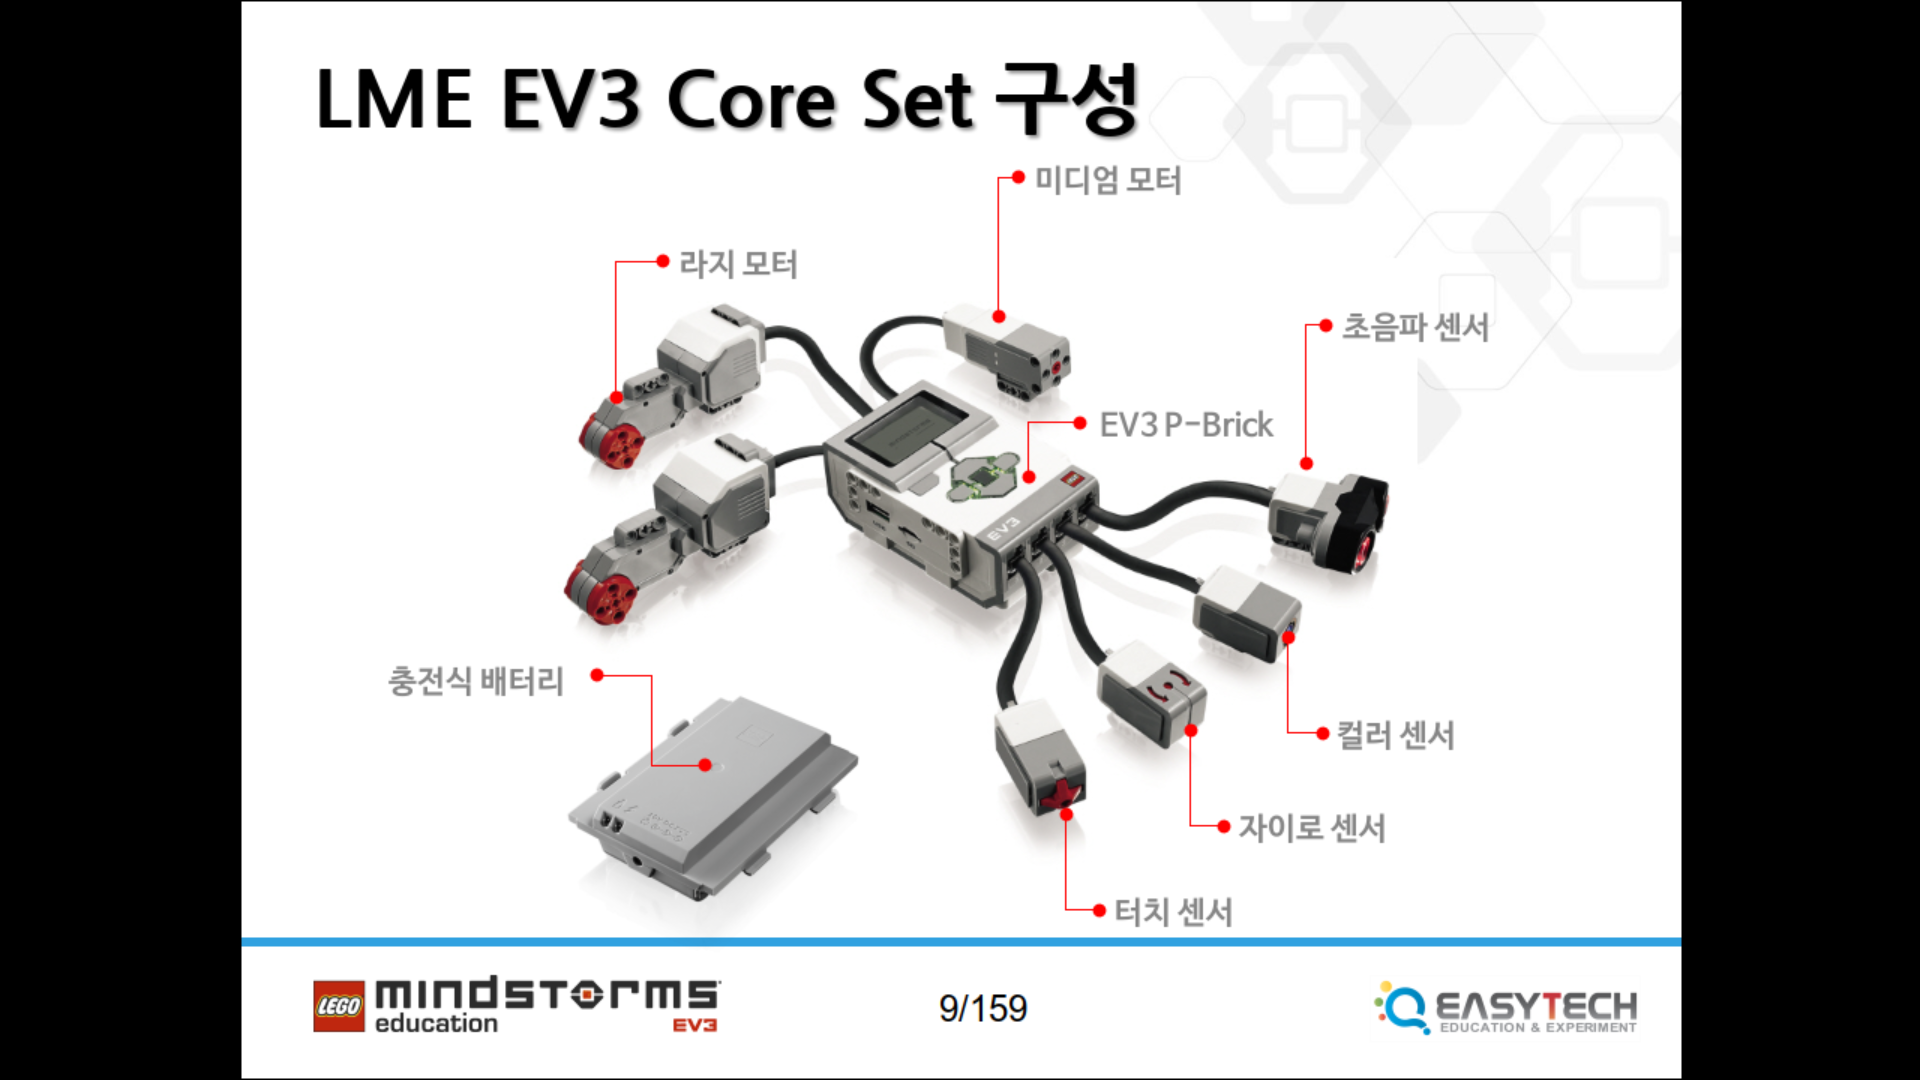 LME EV3 Core Set 구성
미디엄 모터
라지 모터
초음파 센서
EV3 P-Brick
EV3
충전식 배터리
컬러 센서
자이로 센서
터치 센서
LEGO mindstorms
education EV3
9/159
EASYTECH
EDUCATION & EXPERIMENT